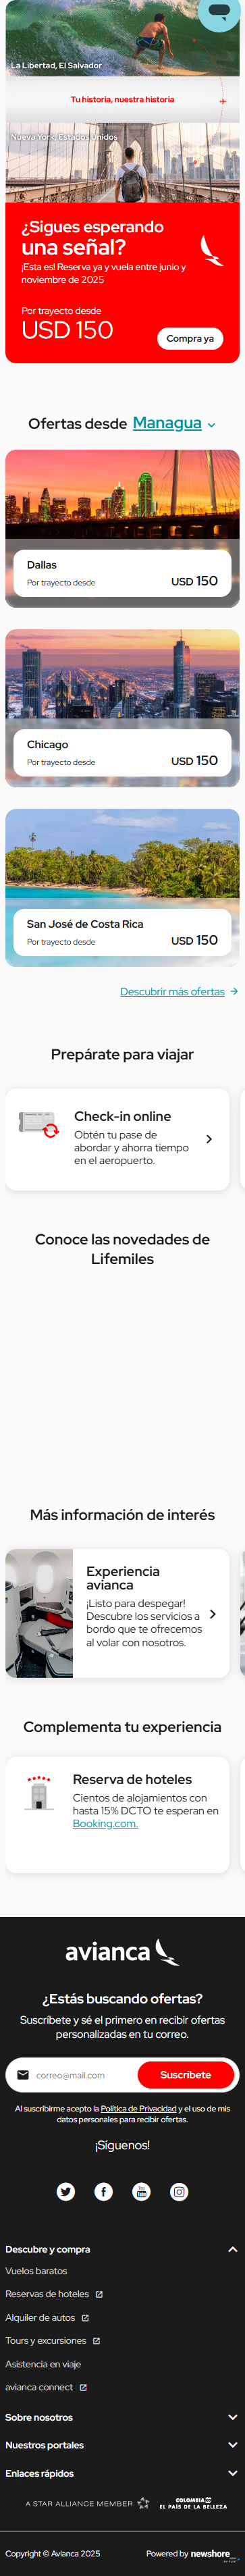 La Libertad, El Salvador
Tu historia, nuestra historia
Nueva York, Estados Unidos
¿Sigues esperando
una señal?
¡Esta es! Reserva ya y vuela entre junio y
noviembre de 2025
Por trayecto desde
USD 150
Compra ya
Ofertas desde Managua
Dallas
Por trayecto desde
USD 150
Chicago
Por trayecto desde
USD 150
San José de Costa Rica
Por trayecto desde
USD 150
Descubrir más ofertas
Prepárate para viajar
Check-in online
Obtén tu pase de
abordar y ahorra tiempo
en el aeropuerto.
Conoce las novedades de
Lifemiles
Más información de interés
Experiencia
avianca
¡Listo para despegar!
Descubre los servicios a
bordo que te ofrecemos
al volar con nosotros.
Complementa tu experiencia
Reserva de hoteles
Cientos de alojamientos con
hasta 15% DCTO te esperan en
Booking.com.
avianca
¿Estás buscando ofertas?
Suscríbete y sé el primero en recibir ofertas
personalizadas en tu correo.
correo@mail.com
Suscríbete
Al suscribirme acepto la Política de Privacidad y el uso de mis
datos personales para recibir ofertas.
¡Síguenos!
You
Tube
Descubre y compra
Vuelos baratos
Reservas de hoteles
Alquiler de autos
Tours y excursiones
Asistencia en viaje
avianca connect
Sobre nosotros
Nuestros portales
Enlaces rápidos
A STAR ALLIANCE MEMBER
COLOMBIA
EL PAÍS DE LA BELLEZA
Copyright © Avianca 2025
Powered by newshore_